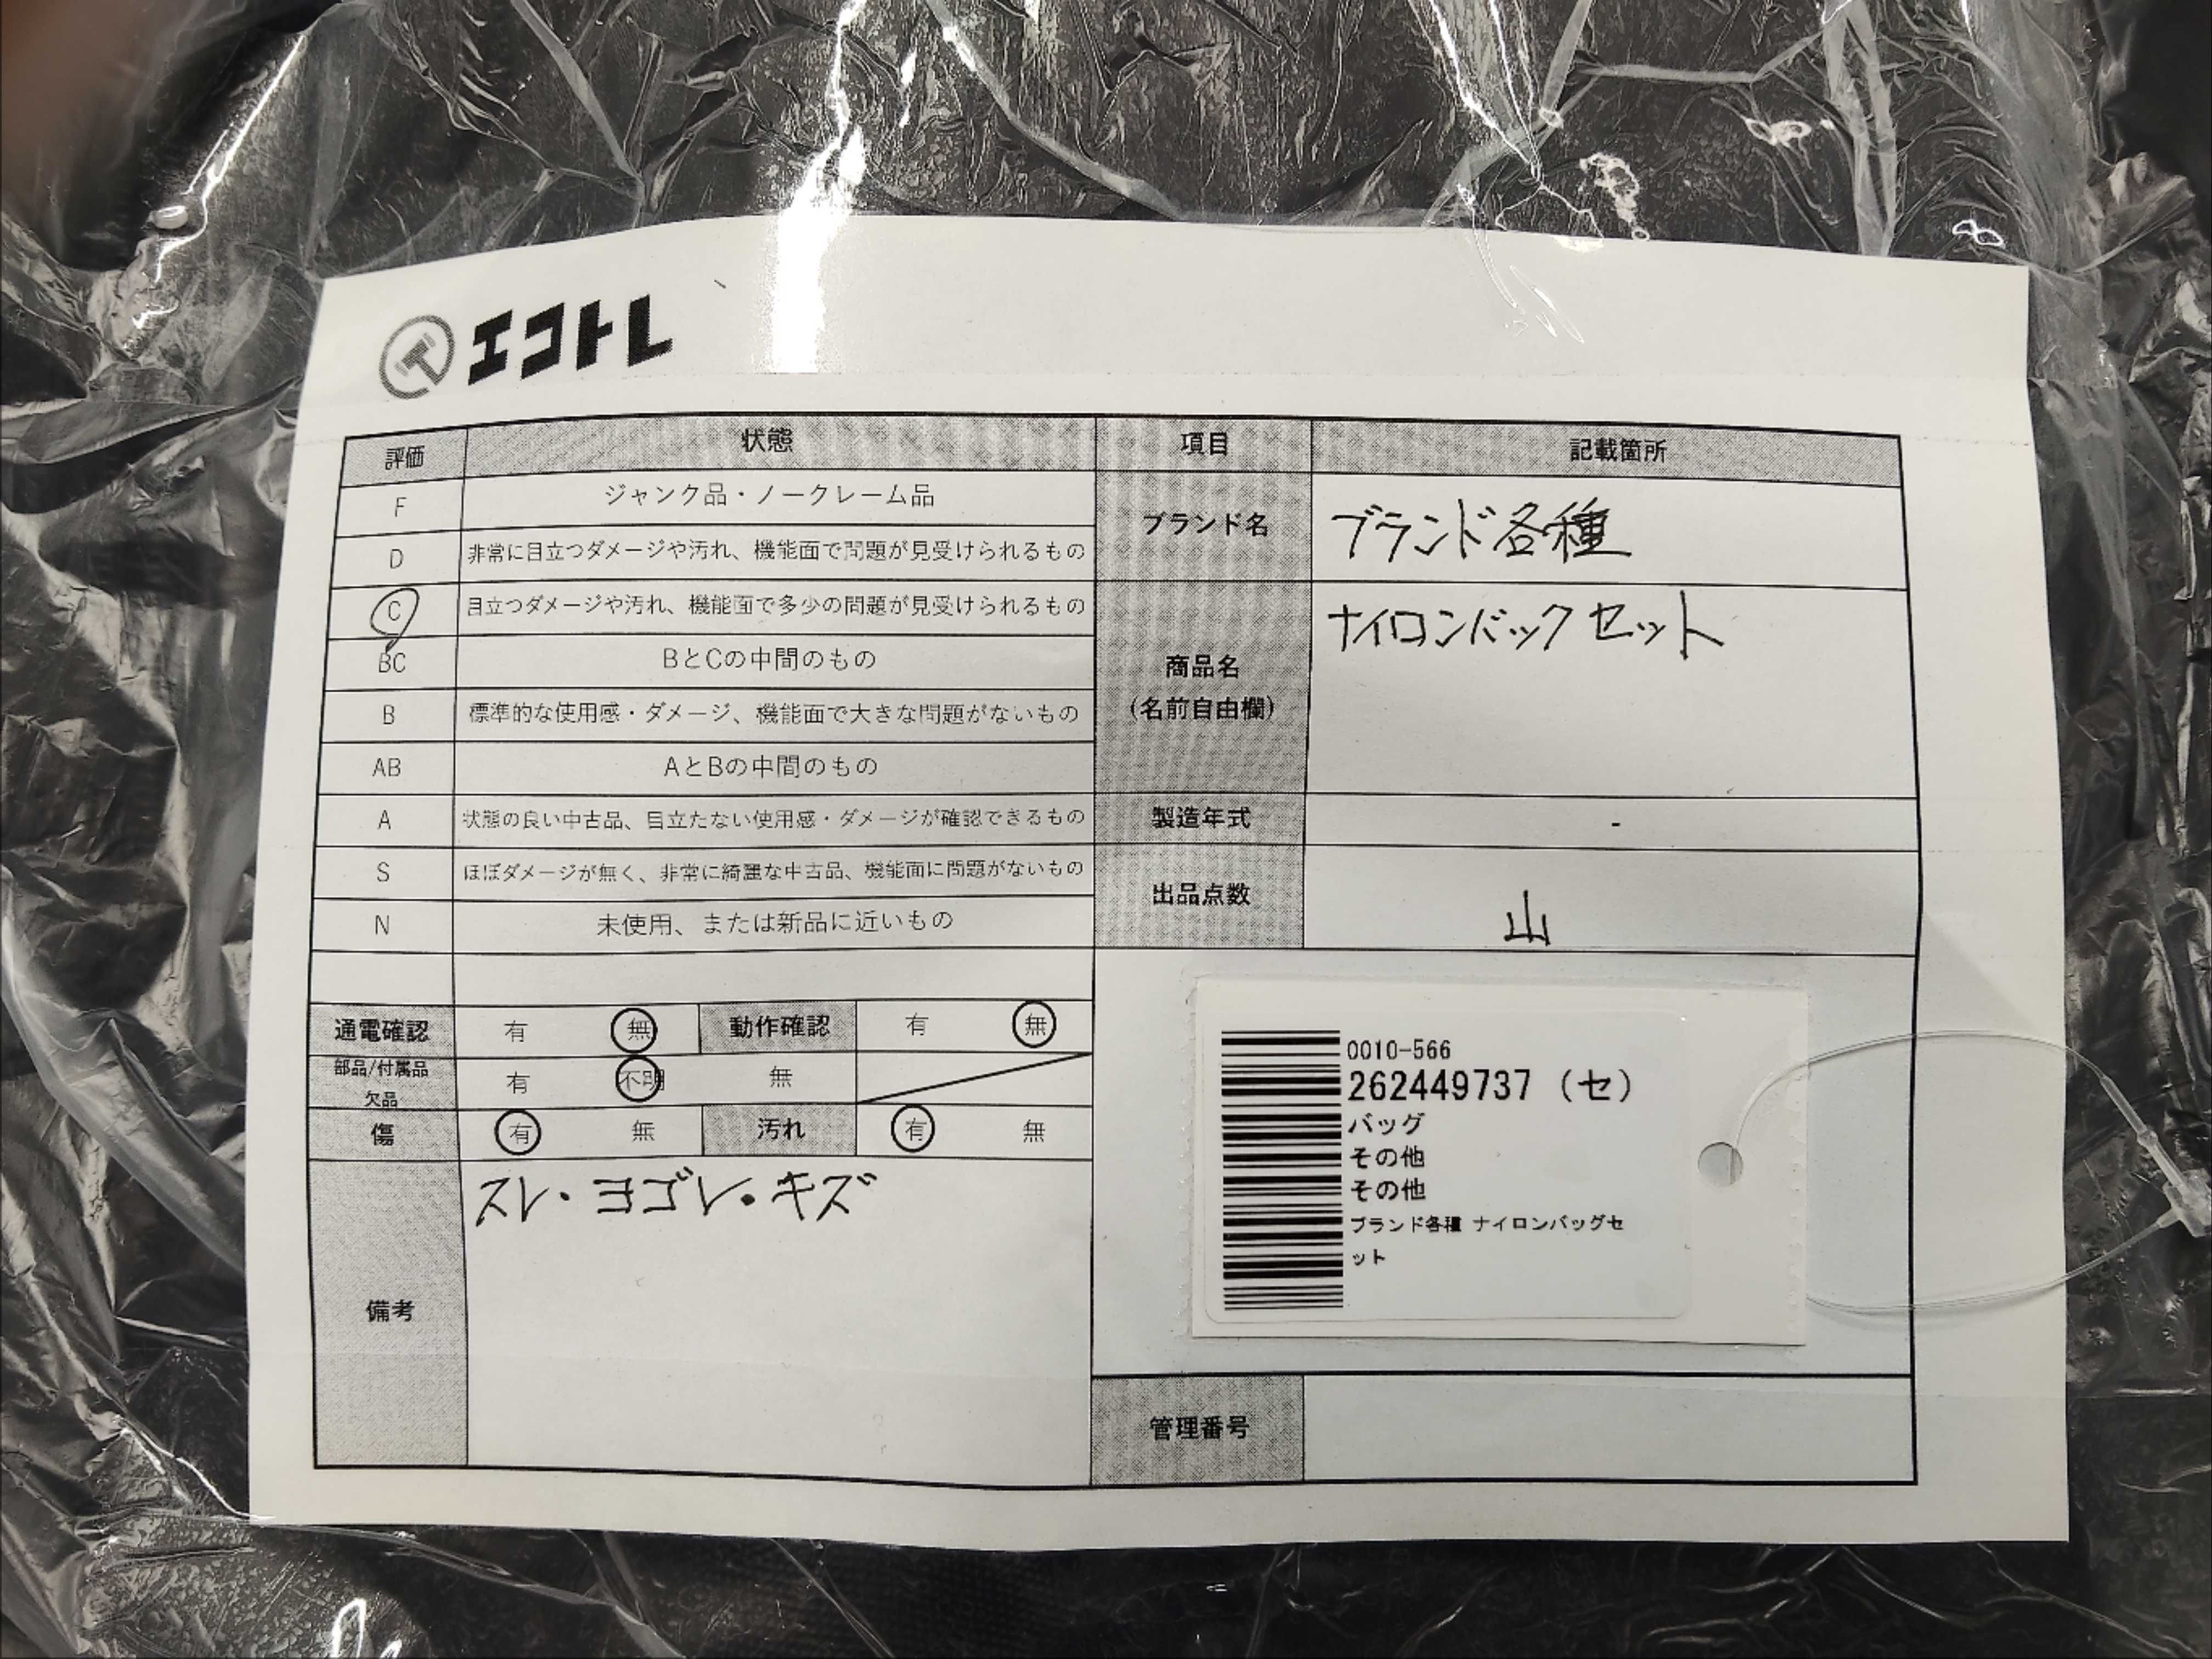 エコトレ
評価 状態 項目 記載箇所
F ジャンク品・ノークレーム品
D 非常に目立つダメージや汚れ、機能面で問題が見受けられるもの
C 目立つダメージや汚れ、機能面で多少の問題が見受けられるもの
BC BとCの中間のもの
B 標準的な使用感・ダメージ、機能面で大きな問題がないもの
AB AとBの中間のもの
A 状態の良い中古品、目立たない使用感・ダメージが確認できるもの
S ほぼダメージが無く、非常に綺麗な中古品、機能面に問題がないもの
N 未使用、または新品に近いもの
ブランド名 ブランド各種
商品名 ナイロンバックセット
(名前自由欄)
製造年式 -
出品点数 山
通電確認 有 無 動作確認 有 無
部品/付属品
欠品 有 不明 無
傷 有 無 汚れ 有 無
備考 スレ・ヨゴレ・キズ
0010-566
262449737 (セ)
バッグ
その他
その他
ブランド各種 ナイロンバッグセ
ット
管理番号